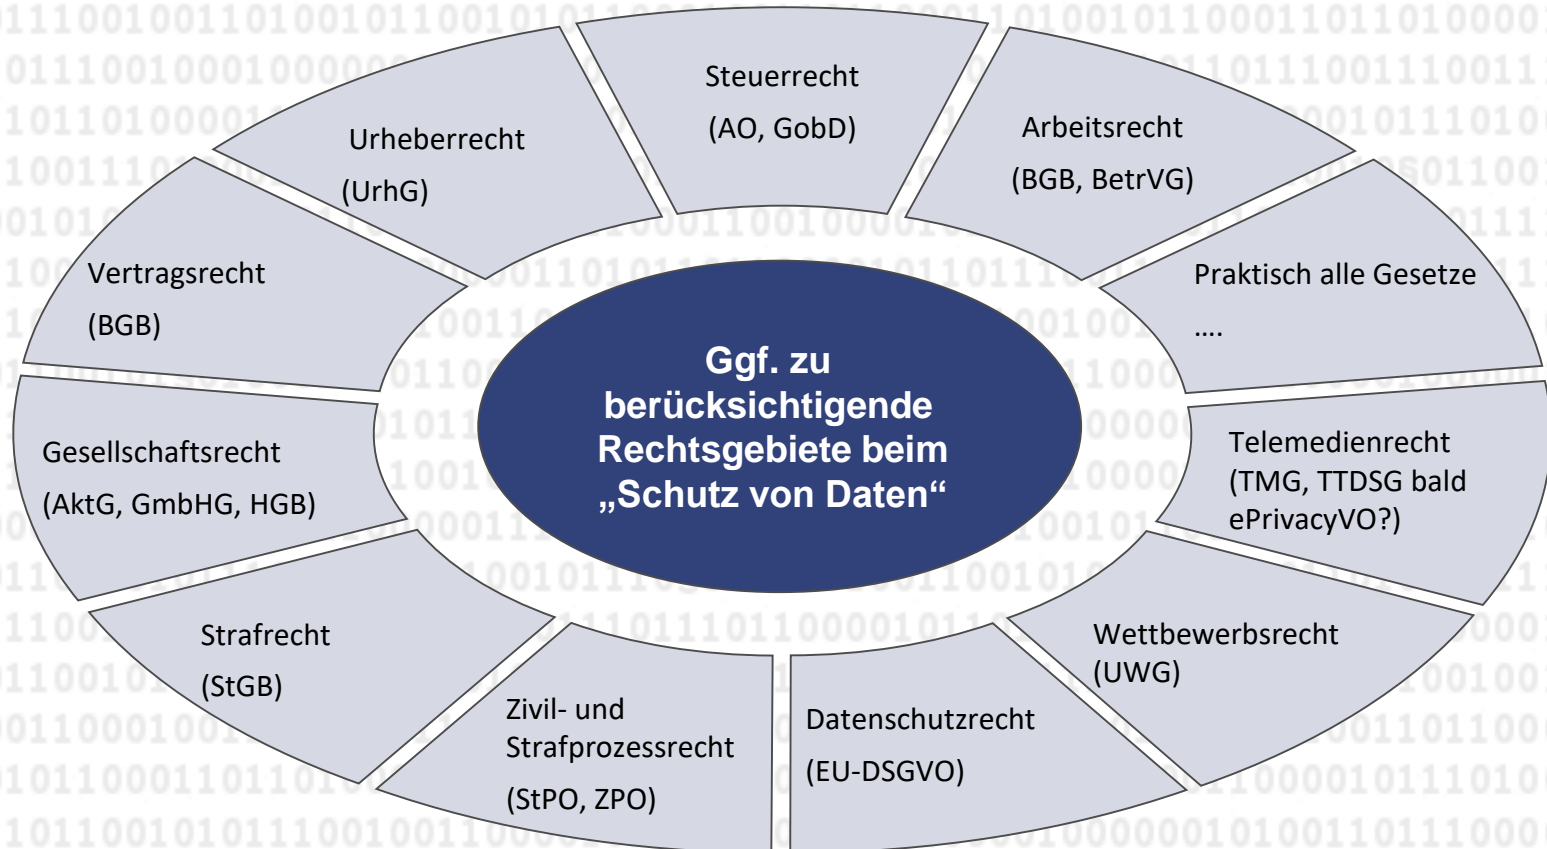 Steuerrecht
(AO, GobD)
Arbeitsrecht
(BGB, BetrVG)
Praktisch alle Gesetze
....
Telemedienrecht
(TMG, TTDSG bald
ePrivacyVO?)
Wettbewerbsrecht
(UWG)
Datenschutzrecht
(EU-DSGVO)
Zivil- und
Strafprozessrecht
(StPO, ZPO)
Strafrecht
(StGB)
Gesellschaftsrecht
(AktG, GmbHG, HGB)
Vertragsrecht
(BGB)
Urheberrecht
(UrhG)
Ggf. zu
berücksichtigende
Rechtsgebiete beim
„Schutz von Daten“